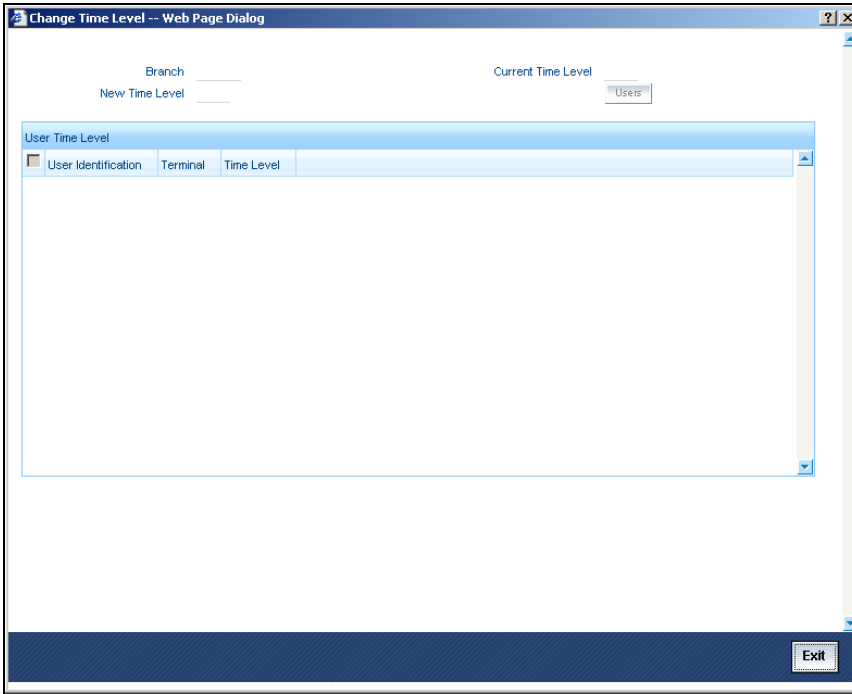 Change Time Level -- Web Page Dialog
Branch
Current Time Level
New Time Level
Users
User Time Level
User Identification Terminal Time Level
Exit